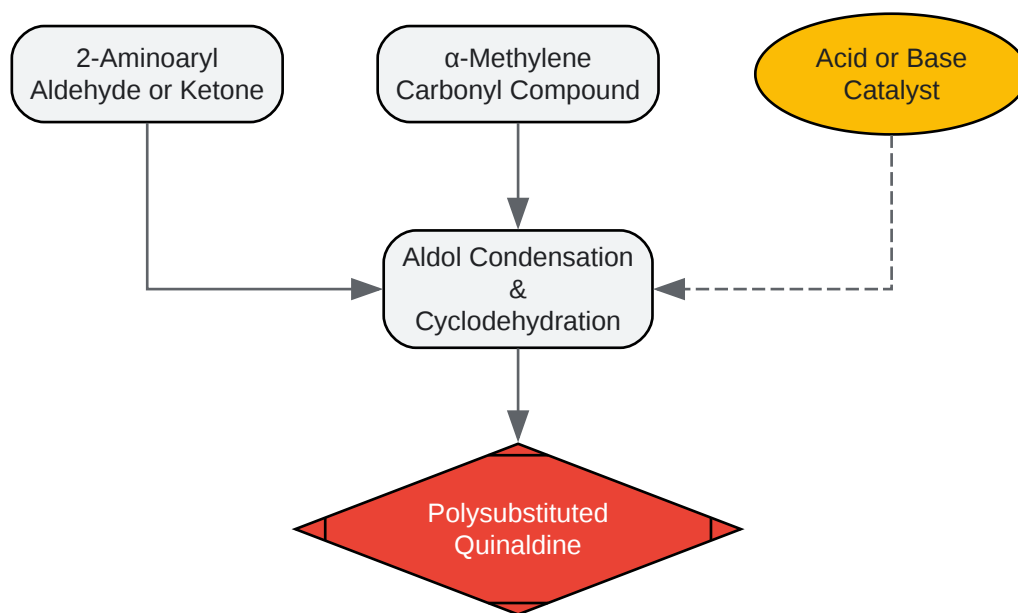 2-Aminoaryl
Aldehyde or Ketone
α-Methylene
Carbonyl Compound
Acid or Base
Catalyst
Aldol Condensation
&
Cyclodehydration
Polysubstituted
Quinaldine